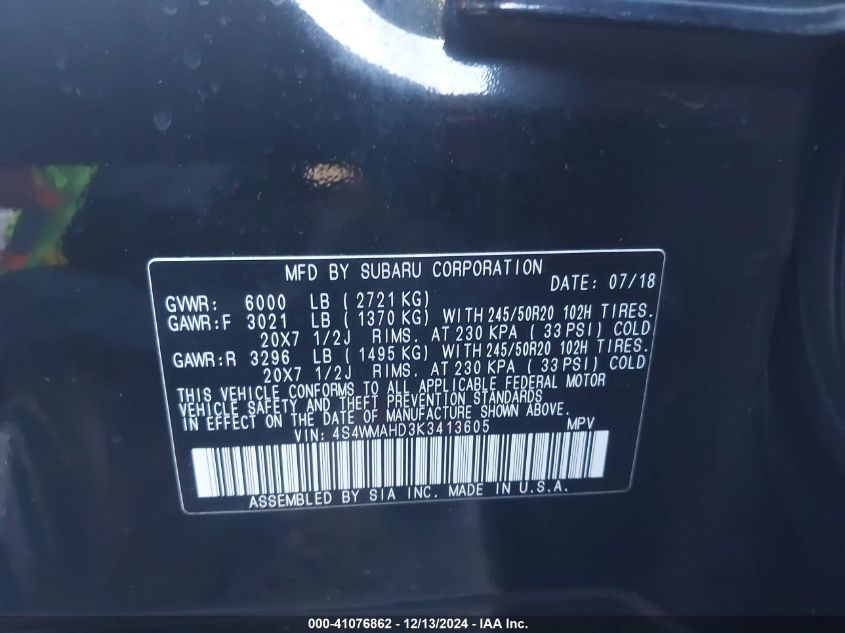 MFD BY SUBARU CORPORATION
DATE: 07/18
GVWR: 6000 LB ( 2721 KG)
GAWR:F 3021 LB ( 1370 KG) WITH 245/50R20 102H TIRES.
20X7 1/2J RIMS. AT 230 KPA ( 33 PSI) COLD
GAWR:R 3296 LB ( 1495 KG) WITH 245/50R20 102H TIRES.
20X7 1/2J RIMS. AT 230 KPA ( 33 PSI) COLD
THIS VEHICLE CONFORMS TO ALL APPLICABLE FEDERAL MOTOR
VEHICLE SAFETY AND THEFT PREVENTION STANDARDS
IN EFFECT ON THE DATE OF MANUFACTURE SHOWN ABOVE.
VIN: 4S4WMAHD3K3413605 MPV
ASSEMBLED BY SIA INC. MADE IN U.S.A.
000-41076862 - 12/13/2024 - IAA Inc.